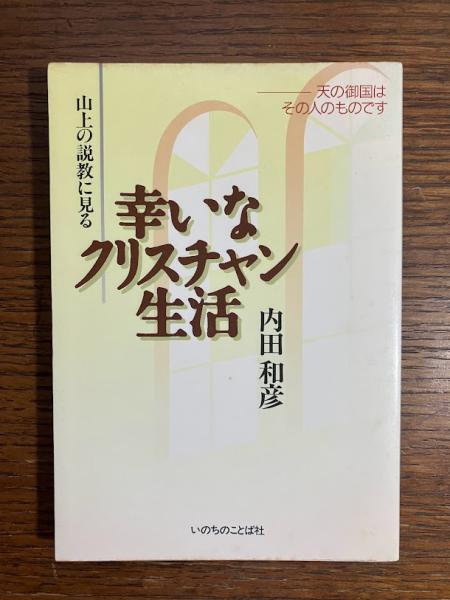 天の御国は
その人のものです
山上の説教に見る
幸いな
クリスチャン
生活
内田和彦
いのちのことば社